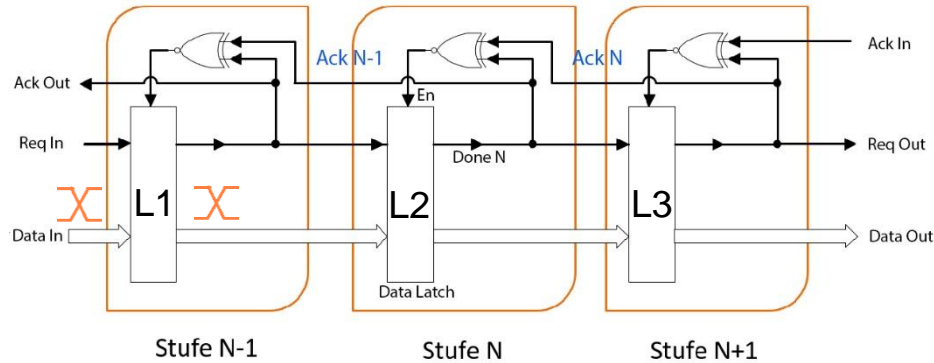 Ack N-1
Ack N
Ack In
Ack Out
En
Req In
Done N
Req Out
L1
L2
L3
Data In
Data Out
Data Latch
Stufe N-1
Stufe N
Stufe N+1